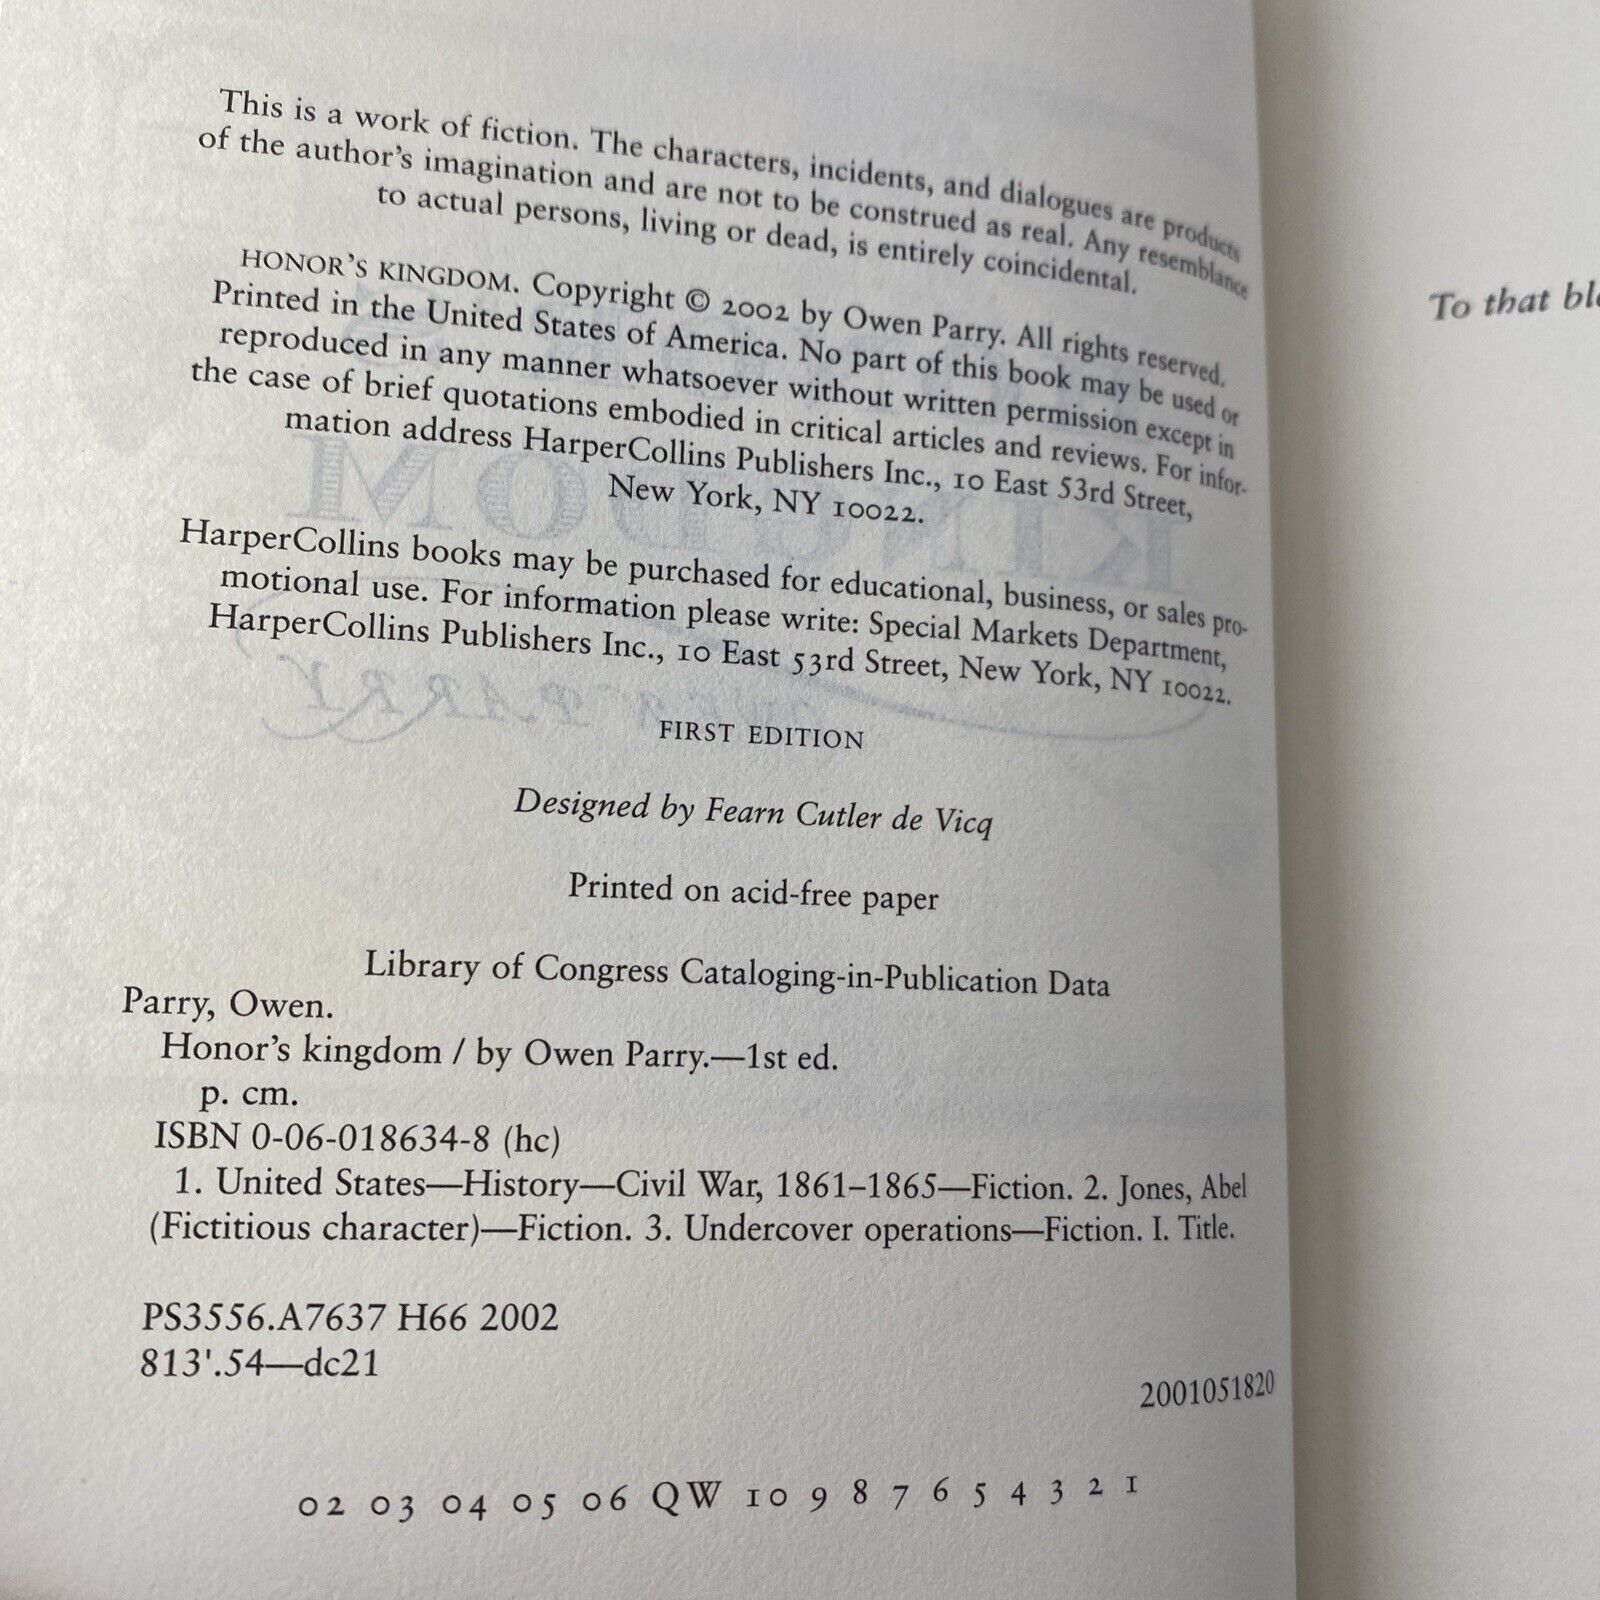 This is a work of fiction. The characters, incidents, and dialogues are products
of the author's imagination and are not to be construed as real. Any resemblance
to actual persons, living or dead, is entirely coincidental.
HONOR'S KINGDOM. Copyright © 2002 by Owen Parry. All rights reserved.
Printed in the United States of America. No part of this book may be used or
reproduced in any manner whatsoever without written permission except in
the case of brief quotations embodied in critical articles and reviews. For infor-
mation address HarperCollins Publishers Inc., 10 East 53rd Street,
New York, NY 10022.
HarperCollins books may be purchased for educational, business, or sales pro-
motional use. For information please write: Special Markets Department,
HarperCollins Publishers Inc., 10 East 53rd Street, New York, NY 10022.
FIRST EDITION
Designed by Fearn Cutler de Vicq
Printed on acid-free paper
Library of Congress Cataloging-in-Publication Data
Parry, Owen.
Honor's kingdom / by Owen Parry.—1st ed.
p. cm.
ISBN 0-06-018634-8 (hc)
1. United States—History—Civil War, 1861–1865—Fiction. 2. Jones, Abel
(Fictitious character)—Fiction. 3. Undercover operations—Fiction. I. Title.
PS3556.A7637 H66 2002
813'.54—dc21
2001051820
02 03 04 05 06 QW 10 9 8 7 6 5 4 3 2 1
To that